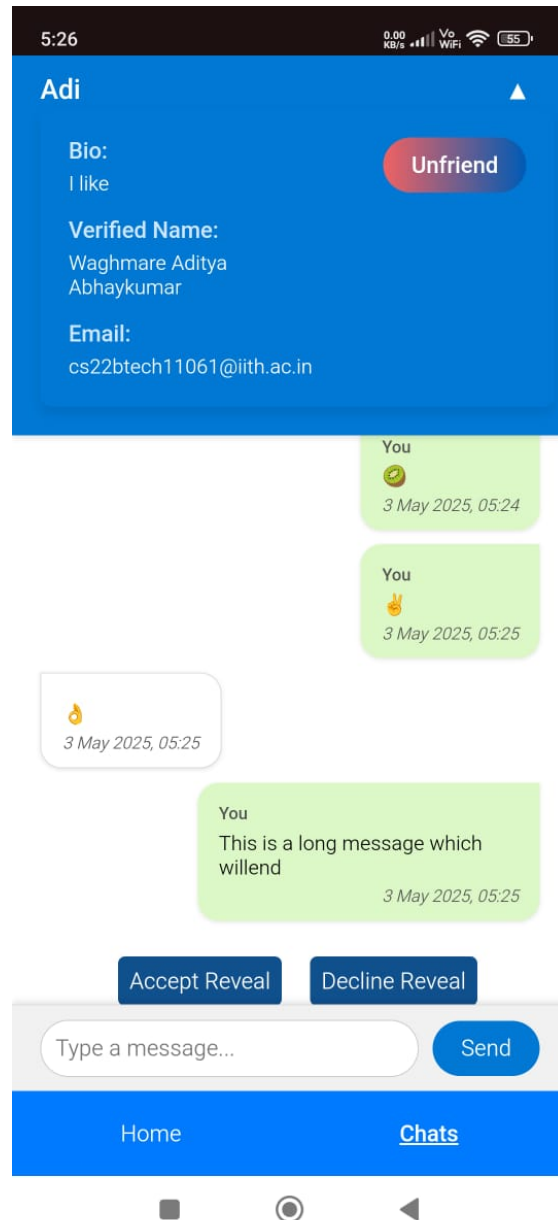 5:26
0.00 KB/s Vo WiFi 55
Adi ▲
Bio:
I like
Unfriend
Verified Name:
Waghmare Aditya
Abhaykumar
Email:
cs22btech11061@iith.ac.in
You
🥝
3 May 2025, 05:24
You
✌️
3 May 2025, 05:25
👌
3 May 2025, 05:25
You
This is a long message which
willend
3 May 2025, 05:25
Accept Reveal
Decline Reveal
Type a message...
Send
Home
Chats